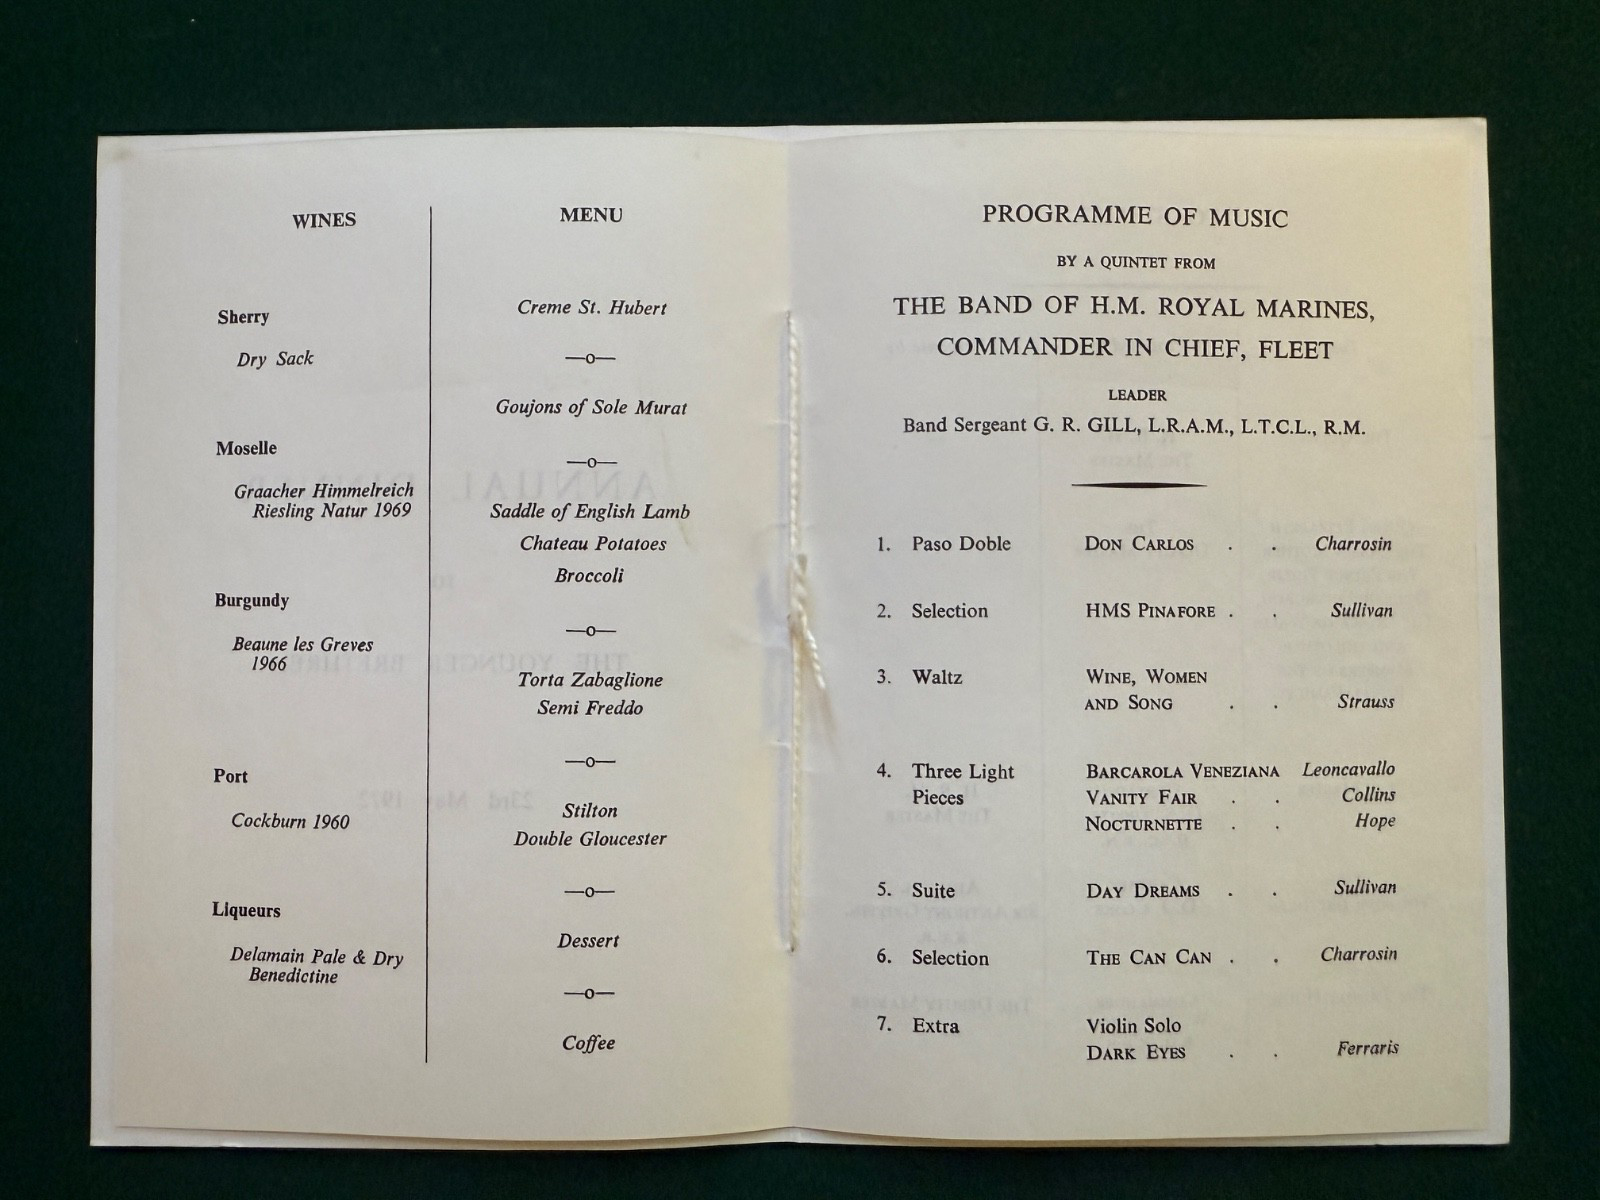 WINES
Sherry
Dry Sack
Moselle
Graacher Himmelreich
Riesling Natur 1969
Burgundy
Beaune les Greves
1966
Port
Cockburn 1960
Liqueurs
Delamain Pale & Dry
Benedictine
MENU
Creme St. Hubert
—o—
Goujons of Sole Murat
—o—
Saddle of English Lamb
Chateau Potatoes
Broccoli
—o—
Torta Zabaglione
Semi Freddo
—o—
Stilton
Double Gloucester
—o—
Dessert
—o—
Coffee
PROGRAMME OF MUSIC
BY A QUINTET FROM
THE BAND OF H.M. ROYAL MARINES,
COMMANDER IN CHIEF, FLEET
LEADER
Band Sergeant G. R. GILL, L.R.A.M., L.T.C.L., R.M.
1. Paso Doble DON CARLOS . . Charrosin
2. Selection HMS PINAFORE . . Sullivan
3. Waltz WINE, WOMEN
AND SONG . . Strauss
4. Three Light BARCAROLA VENEZIANA Leoncavallo
Pieces VANITY FAIR . . Collins
NOCTURNETTE . . Hope
5. Suite DAY DREAMS . . Sullivan
6. Selection THE CAN CAN . . Charrosin
7. Extra Violin Solo
DARK EYES . . Ferraris